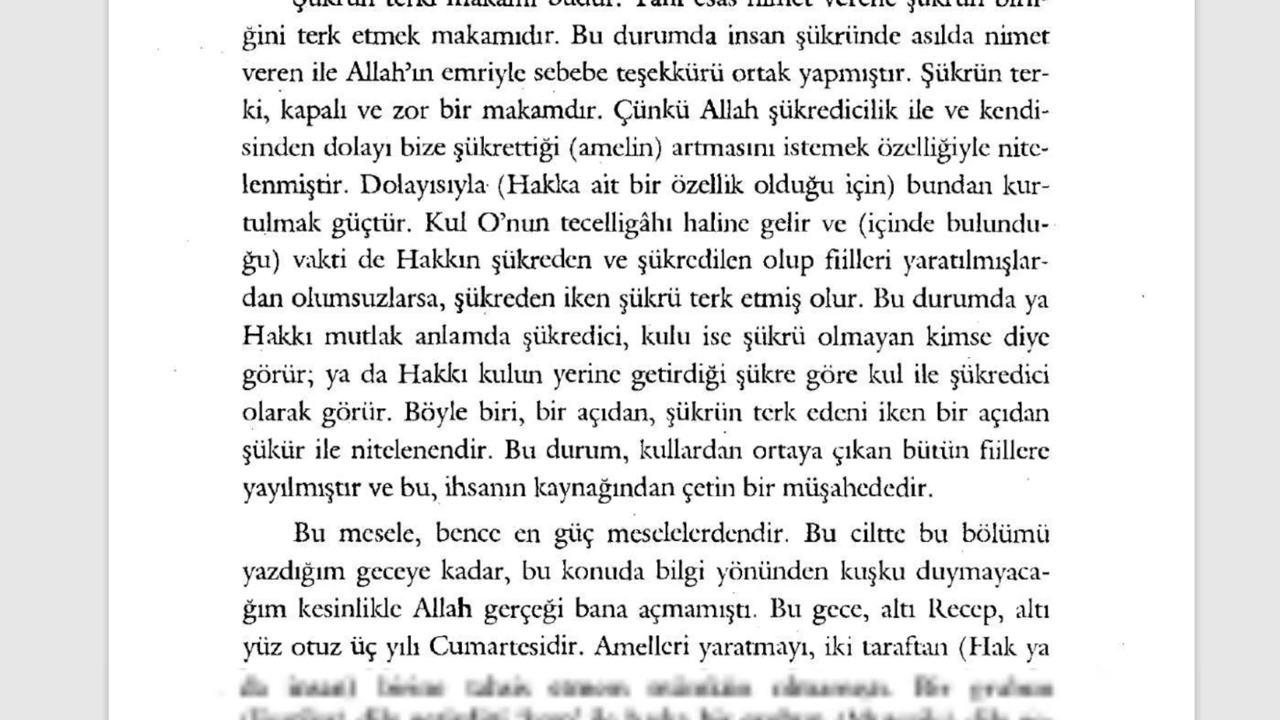 ğini terk etmek makamıdır. Bu durumda insan şükründe asılda nimet
veren ile Allah’ın emriyle sebebe teşekkürü ortak yapmıştır. Şükrün ter-
ki, kapalı ve zor bir makamdır. Çünkü Allah şükredicilik ile ve kendi-
sinden dolayı bize şükrettiği (amelin) artmasını istemek özelliğiyle nite-
lenmiştir. Dolayısıyla (Hakka ait bir özellik olduğu için) bundan kur-
tulmak güçtür. Kul O’nun tecelligâhı haline gelir ve (içinde bulundu-
ğu) vakti de Hakkın şükreden ve şükredilen olup fiilleri yaratılmışlar-
dan olumsuzlarsa, şükreden iken şükrü terk etmiş olur. Bu durumda ya
Hakkı mutlak anlamda şükredici, kulu ise şükrü olmayan kimse diye
görür; ya da Hakkı kulun yerine getirdiği şükre göre kul ile şükredici
olarak görür. Böyle biri, bir açıdan, şükrün terk edeni iken bir açıdan
şükür ile nitelenendir. Bu durum, kullardan ortaya çıkan bütün fiillere
yayılmıştır ve bu, ihsanın kaynağından çetin bir müşahededir.
Bu mesele, bence en güç meselelerdendir. Bu ciltte bu bölümü
yazdığım geceye kadar, bu konuda bilgi yönünden kuşku duymayaca-
ğım kesinlikle Allah gerçeği bana açmamıştı. Bu gece, altı Recep, altı
yüz otuz üç yılı Cumartesidir. Amelleri yaratmayı, iki taraftan (Hak ya